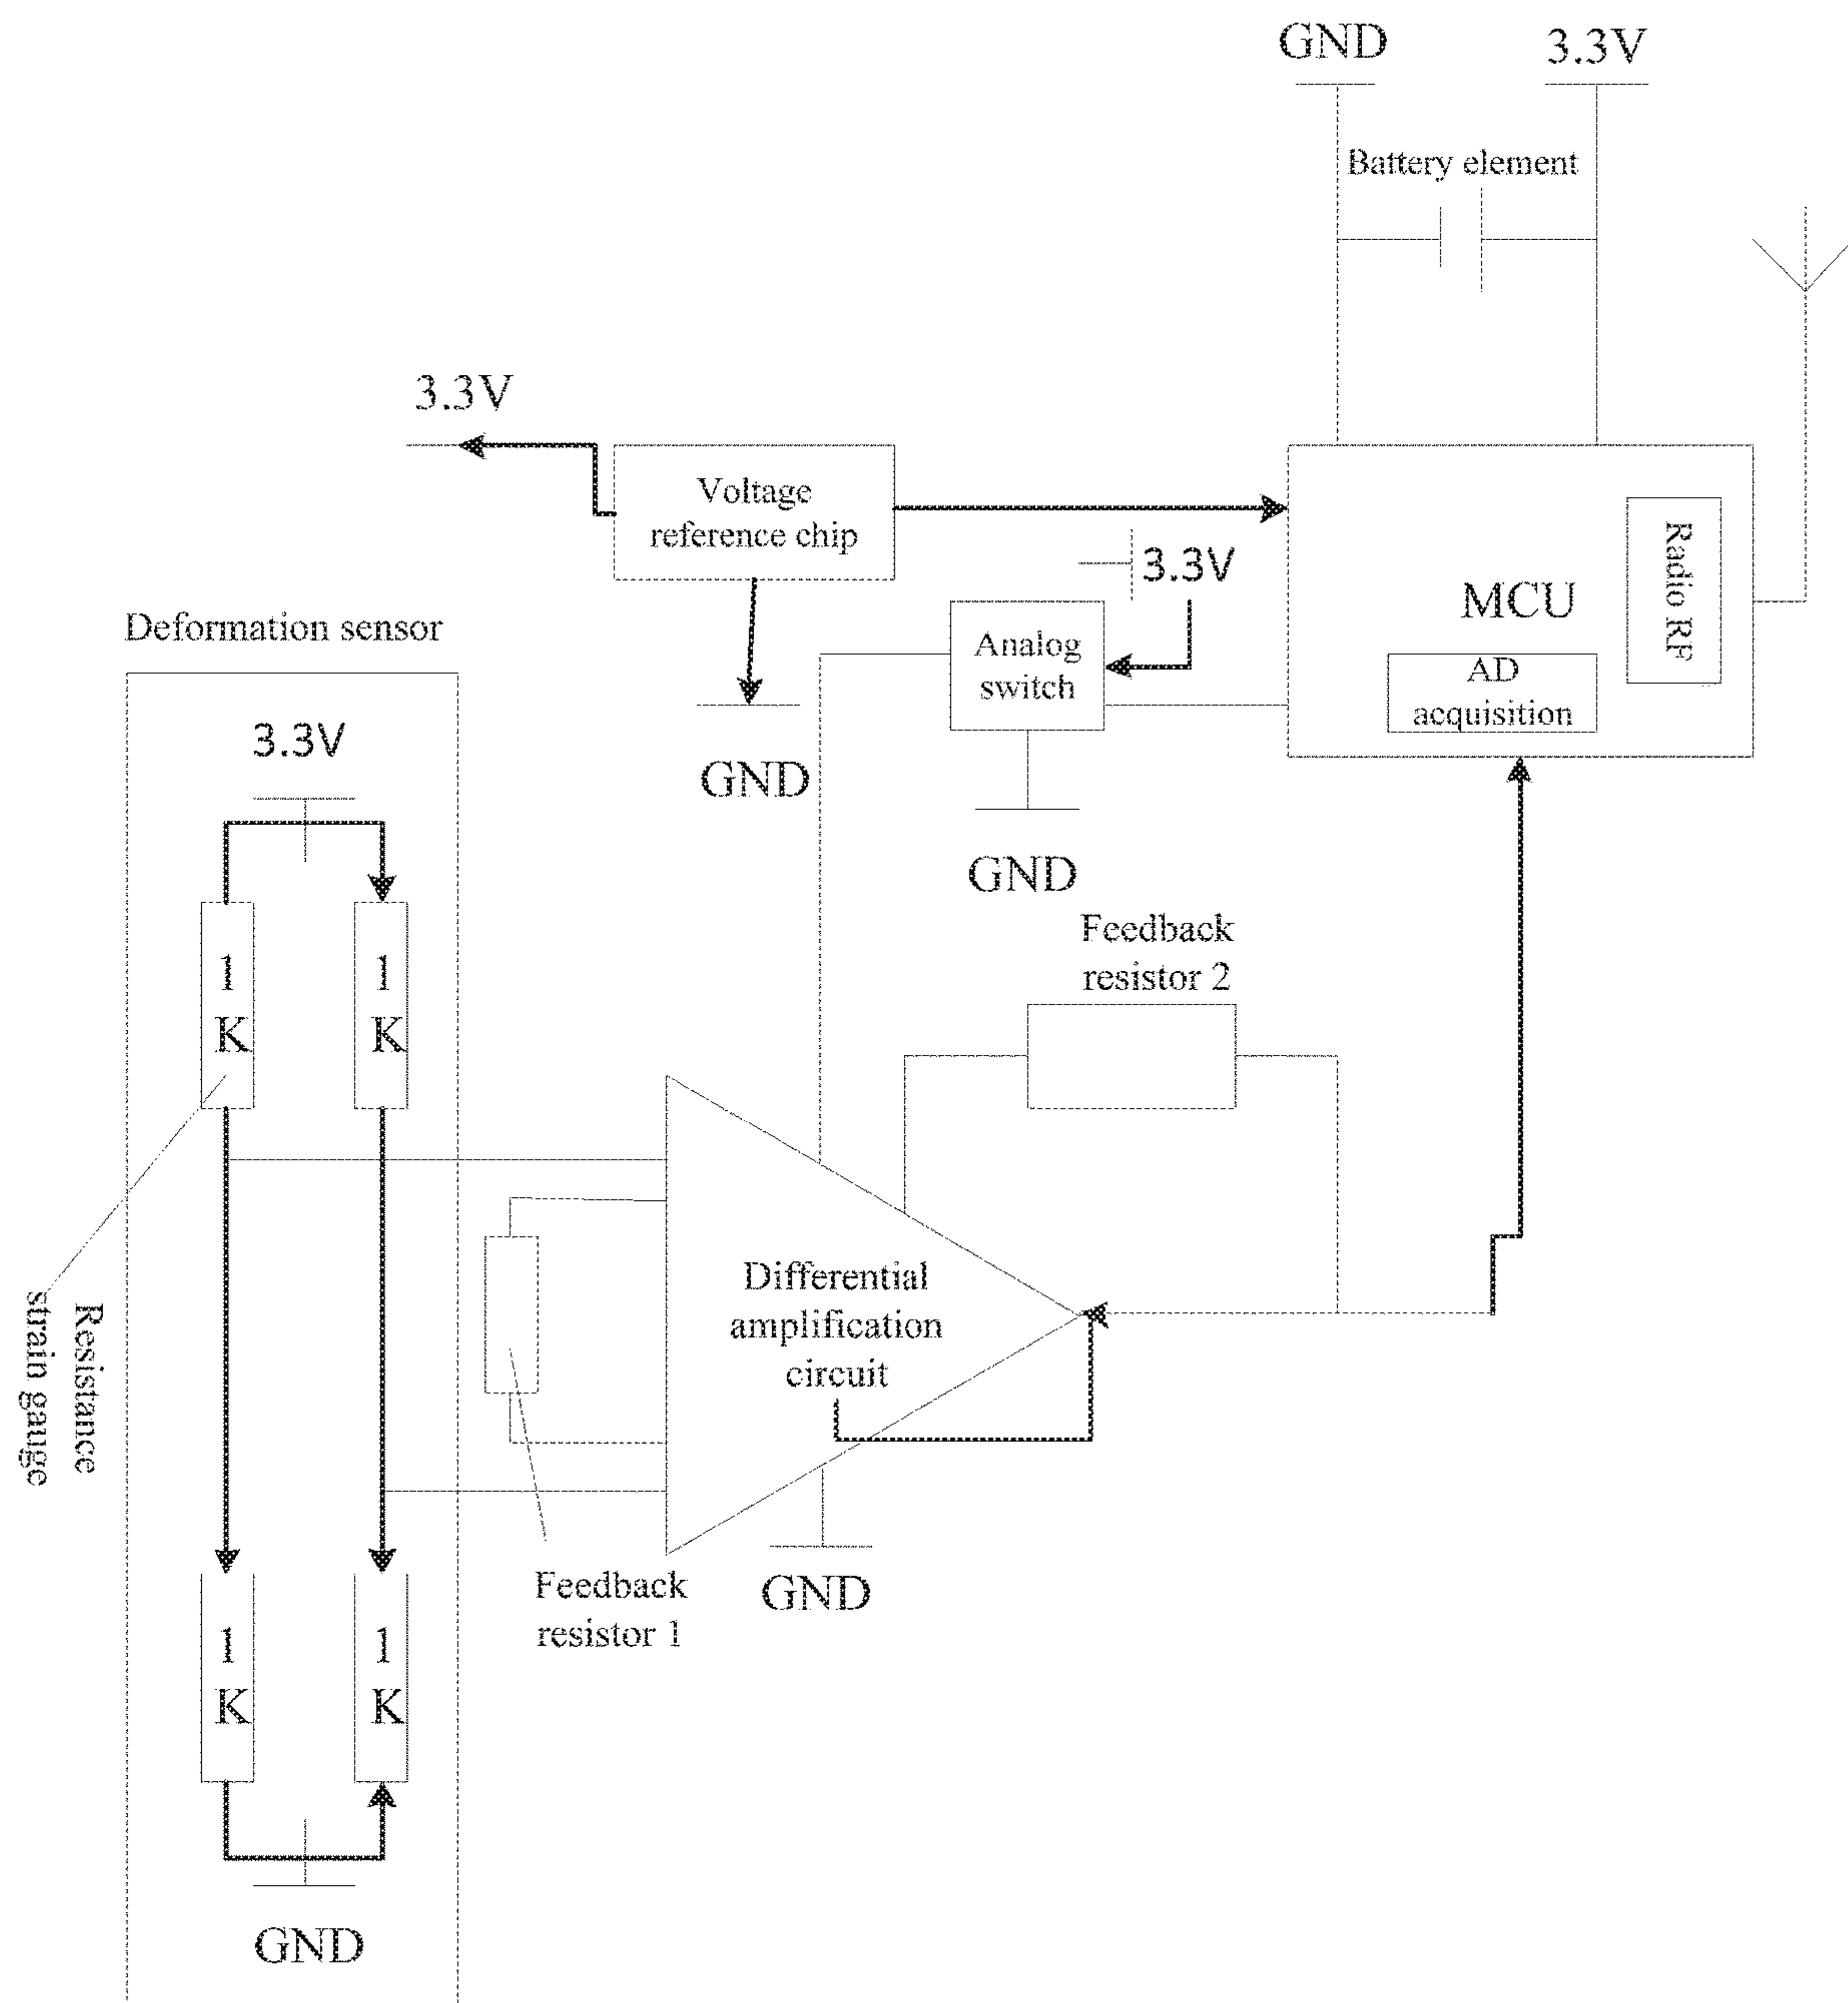 GND
3.3V
Battery element
3.3V
Voltage
reference chip
3.3V
Radio RF
MCU
Analog
switch
AD
acquisition
Deformation sensor
3.3V
GND
GND
Feedback
resistor 2
1
K
1
K
Differential
amplification
circuit
Resistance
strain gauge
Feedback
resistor 1
GND
1
K
1
K
GND